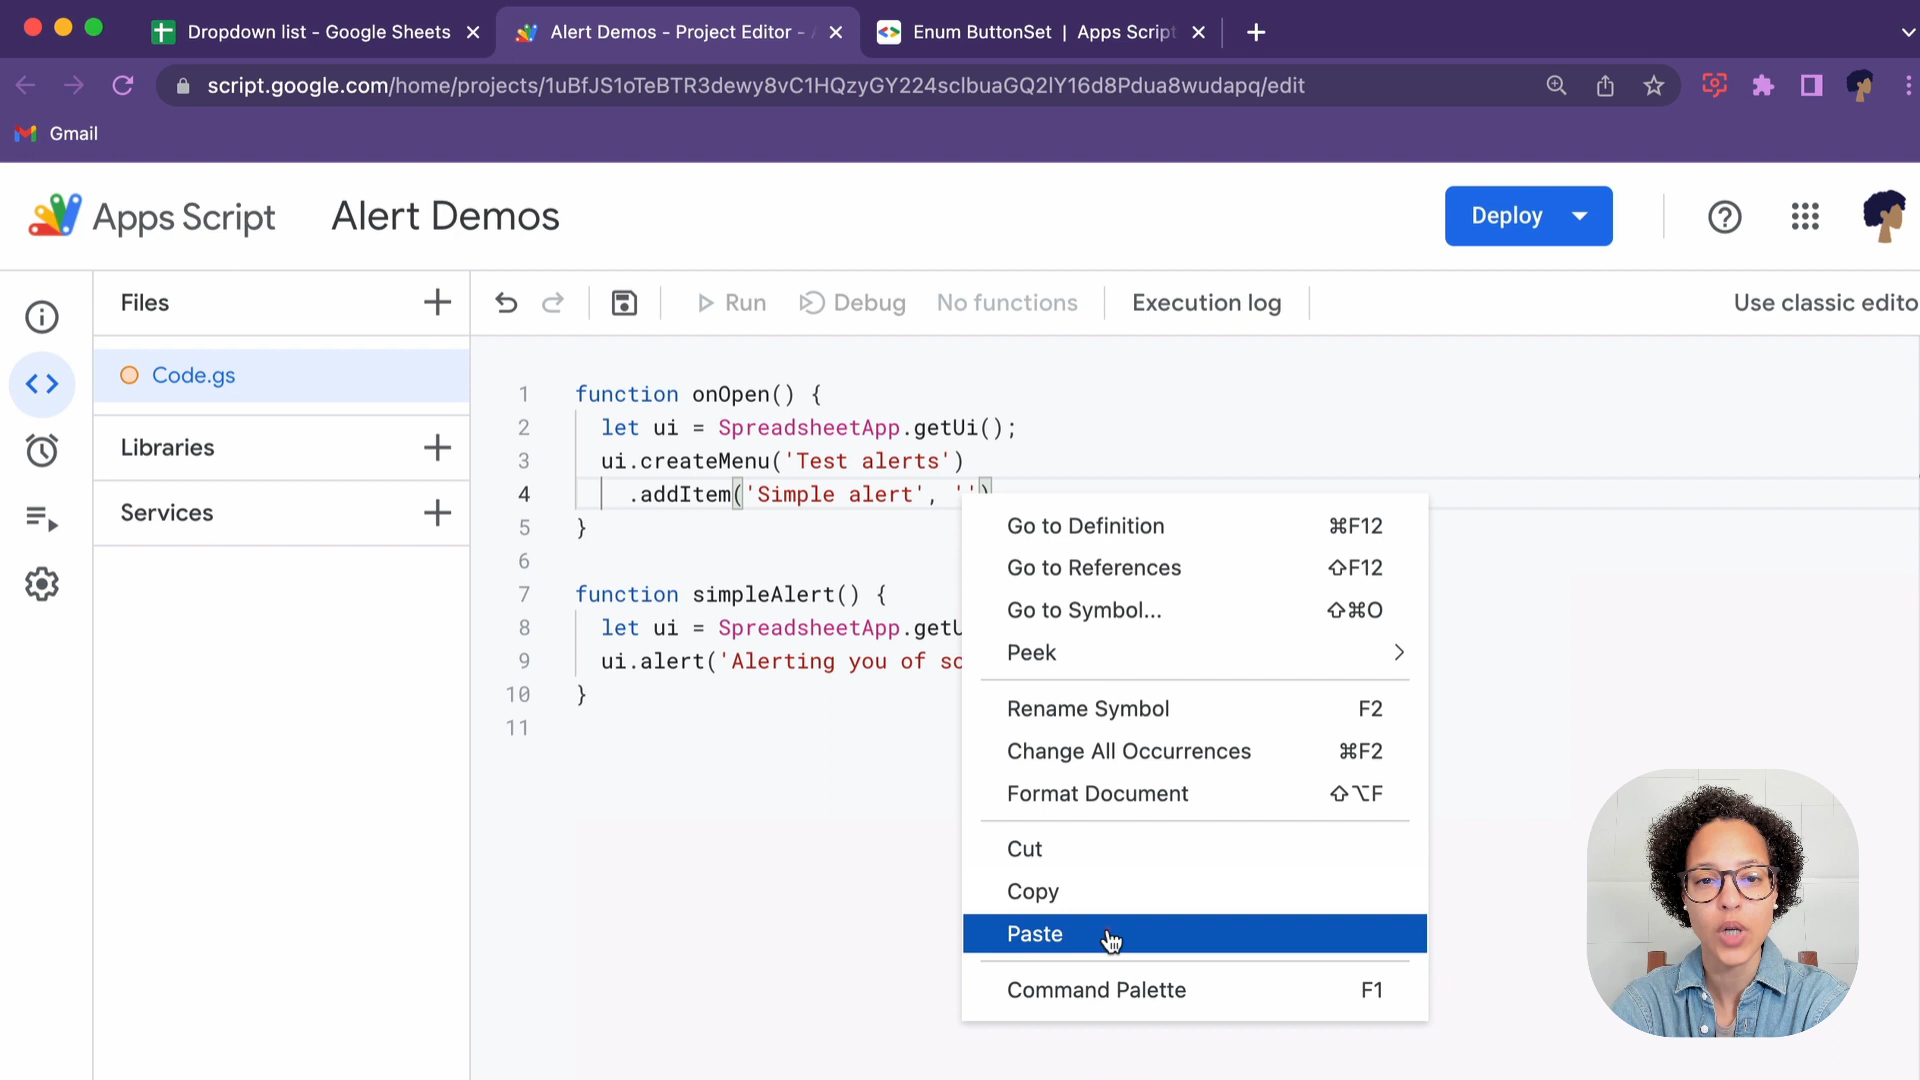 Dropdown list - Google Sheets
Alert Demos - Project Editor -
Enum ButtonSet | Apps Script
script.google.com/home/projects/1uBfJS1oTeBTR3dewy8vC1HQzyGY224sclbuaGQ2lY16d8Pdua8wudapq/edit
Gmail
Apps Script
Alert Demos
Deploy
Files
Run
Debug
No functions
Execution log
Use classic edito
Code.gs
Libraries
Services
1 function onOpen() {
2 let ui = SpreadsheetApp.getUi();
3 ui.createMenu('Test alerts')
4 .addItem('Simple alert', '')
5 }
6
7 function simpleAlert() {
8 let ui = SpreadsheetApp.getU
9 ui.alert('Alerting you of so
10 }
11
Go to Definition ⌘F12
Go to References ⇧F12
Go to Symbol... ⇧⌘O
Peek
Rename Symbol F2
Change All Occurrences ⌘F2
Format Document ⇧⌥F
Cut
Copy
Paste
Command Palette F1